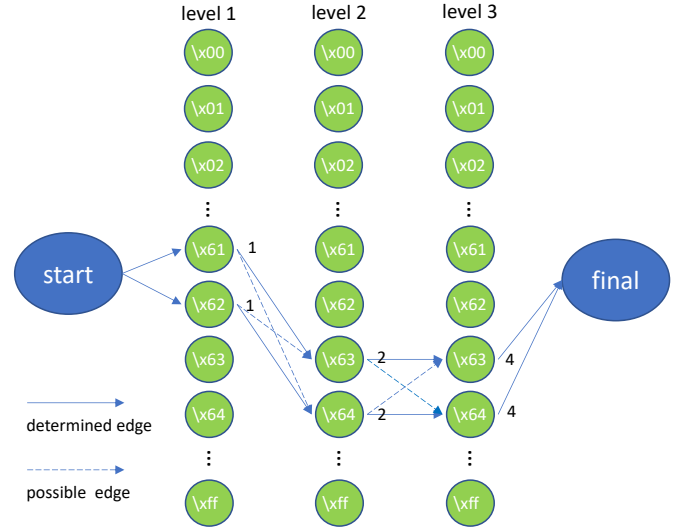 level 1 level 2 level 3
\x00 \x00 \x00
\x01 \x01 \x01
\x02 \x02 \x02
... ... ...
\x61 1 \x61 \x61
start final
\x62 1 \x62 \x62
\x63 \x63 2 \x63 4
\x64 \x64 2 \x64 4
determined edge
... ... ...
possible edge
\xff \xff \xff